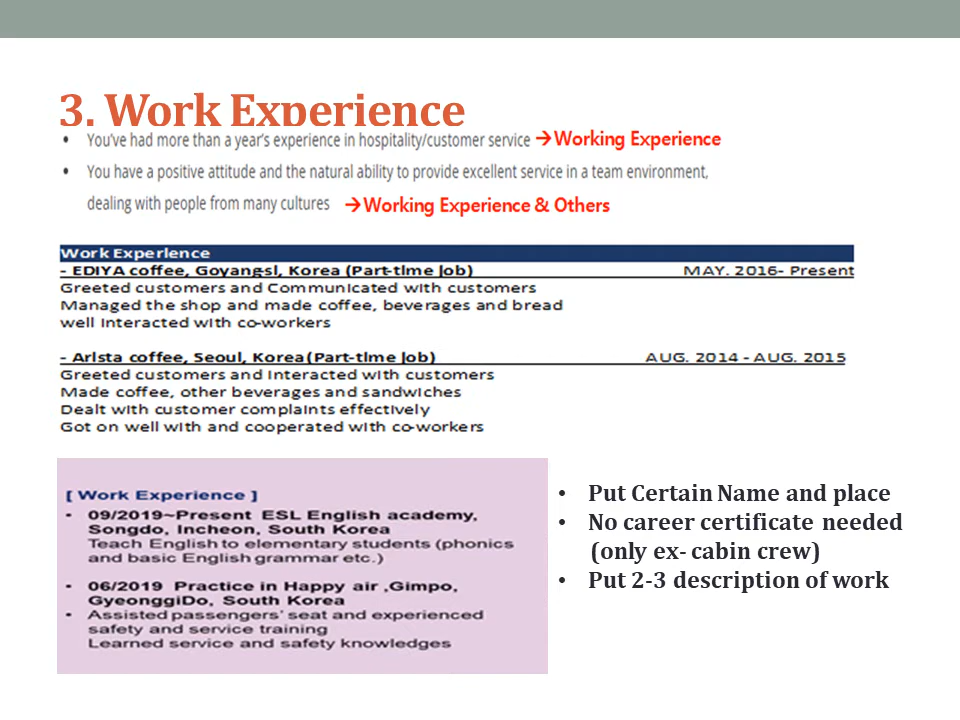 3. Work Experience
• You've had more than a year's experience in hospitality/customer service →Working Experience
• You have a positive attitude and the natural ability to provide excellent service in a team environment,
dealing with people from many cultures →Working Experience & Others
Work Experience
- EDIYA coffee, Goyangsi, Korea (Part-time job) MAY. 2016- Present
Greeted customers and Communicated with customers
Managed the shop and made coffee, beverages and bread
well Interacted with co-workers
- Arista coffee, Seoul, Korea(Part-time job) AUG. 2014 - AUG. 2015
Greeted customers and Interacted with customers
Made coffee, other beverages and sandwiches
Dealt with customer complaints effectively
Got on well with and cooperated with co-workers
[ Work Experience ]
• 09/2019~Present ESL English academy,
Songdo, Incheon, South Korea
Teach English to elementary students (phonics
and basic English grammar etc.)
• 06/2019 Practice in Happy air ,Gimpo,
GyeonggiDo, South Korea
• Assisted passengers' seat and experienced
safety and service training
Learned service and safety knowledges
• Put Certain Name and place
• No career certificate needed
(only ex- cabin crew)
• Put 2-3 description of work